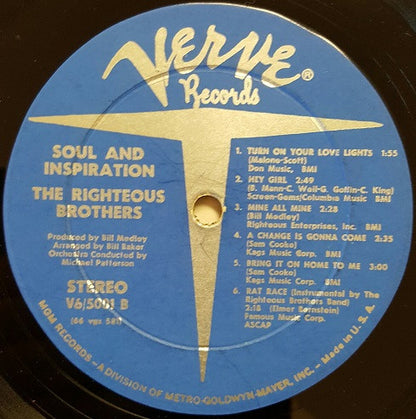 Verve®
Records
SOUL AND
INSPIRATION
THE RIGHTEOUS
BROTHERS
Produced by Bill Medley
Arranged by Bill Baker
Orchestra Conducted by
Michael Patterson
STEREO
V6/5001 B
(66 vgs 581)
1. TURN ON YOUR LOVE LIGHTS 1:55
(Malone-Scott)
Don Music, BMI
2. HEY GIRL 2:49
(B. Mann-C. Weil-G. Goffin-C. King)
Screen-Gems/Columbia Music BMI
3. MINE ALL MINE 2:28
(Bill Medley)
Righteous Enterprises, Inc. BMI
4. A CHANGE IS GONNA COME 2:35
(Sam Cooke)
Kags Music Corp. BMI
5. BRING IT ON HOME TO ME 3:00
(Sam Cooke)
Kags Music Corp. BMI
6. RAT RACE (Instrumental by The
Righteous Brothers Band)
2:18 (Elmer Bernstein)
Famous Music Corp.
ASCAP
MGM RECORDS - A DIVISION OF METRO-GOLDWYN-MAYER, INC. - Made in U.S.A.